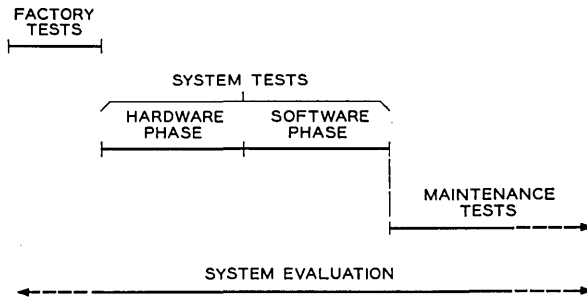 FACTORY
TESTS
SYSTEM TESTS
HARDWARE
PHASE
SOFTWARE
PHASE
MAINTENANCE
TESTS
SYSTEM EVALUATION